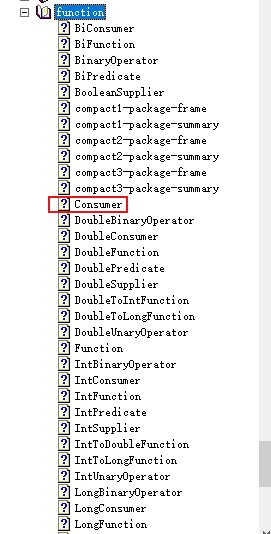 function
BiConsumer
BiFunction
BinaryOperator
BiPredicate
BooleanSupplier
compact1-package-frame
compact1-package-summary
compact2-package-frame
compact2-package-summary
compact3-package-frame
compact3-package-summary
Consumer
DoubleBinaryOperator
DoubleConsumer
DoubleFunction
DoublePredicate
DoubleSupplier
DoubleToIntFunction
DoubleToLongFunction
DoubleUnaryOperator
Function
IntBinaryOperator
IntConsumer
IntFunction
IntPredicate
IntSupplier
IntToDoubleFunction
IntToLongFunction
IntUnaryOperator
LongBinaryOperator
LongConsumer
LongFunction